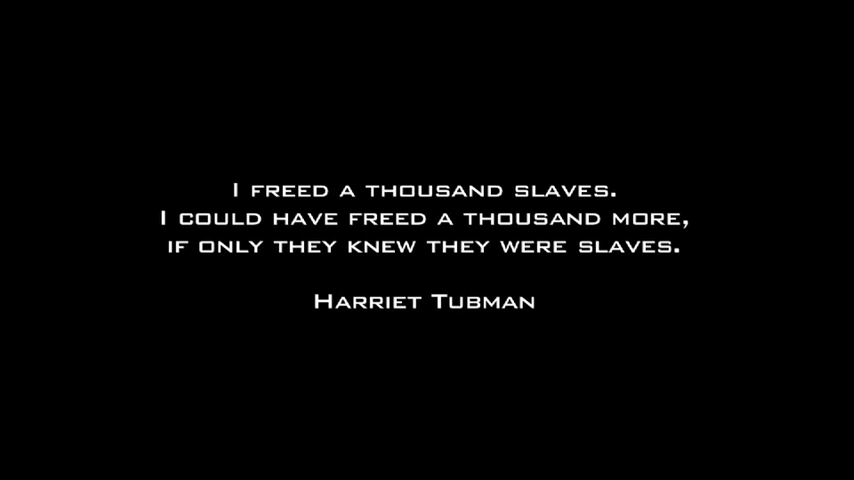 I FREED A THOUSAND SLAVES.
I COULD HAVE FREED A THOUSAND MORE,
IF ONLY THEY KNEW THEY WERE SLAVES.
HARRIET TUBMAN